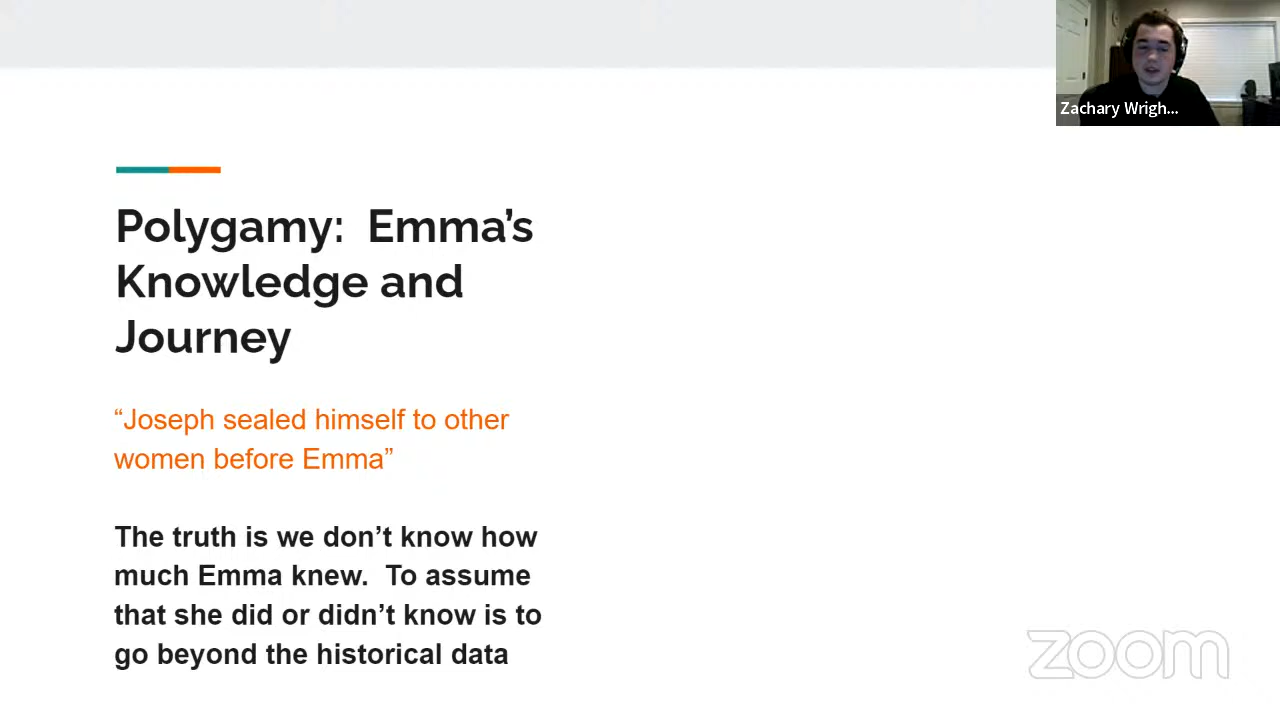 Zachary Wrigh...
Polygamy:  Emma’s
Knowledge and
Journey
“Joseph sealed himself to other
women before Emma”
The truth is we don’t know how
much Emma knew.  To assume
that she did or didn’t know is to
go beyond the historical data
zoom